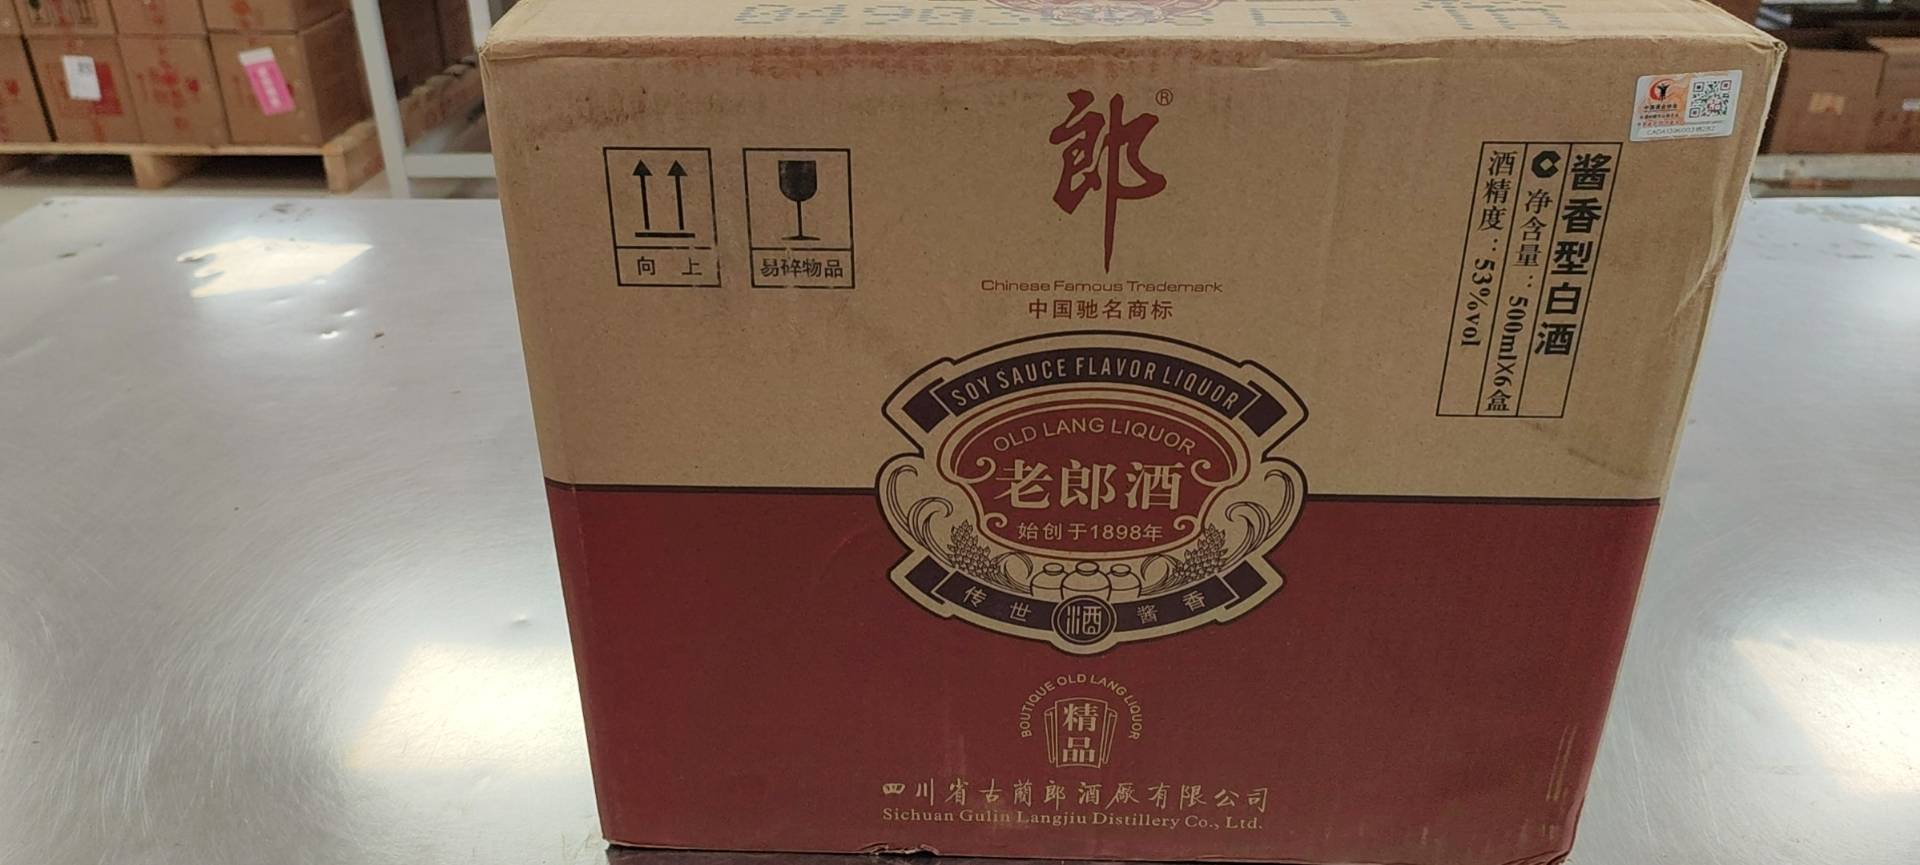 郎®
Chinese Famous Trademark
中国驰名商标
向上
易碎物品
酱香型白酒
净含量：500mlX6盒
酒精度：53%vol
SOY SAUCE FLAVOR LIQUOR
OLD LANG LIQUOR
老郎酒
始创于1898年
传世酒酱香
BOUTIQUE OLD LANG LIQUOR
精品
四川省古蔺郎酒厰有限公司
Sichuan Gulin Langjiu Distillery Co., Ltd.